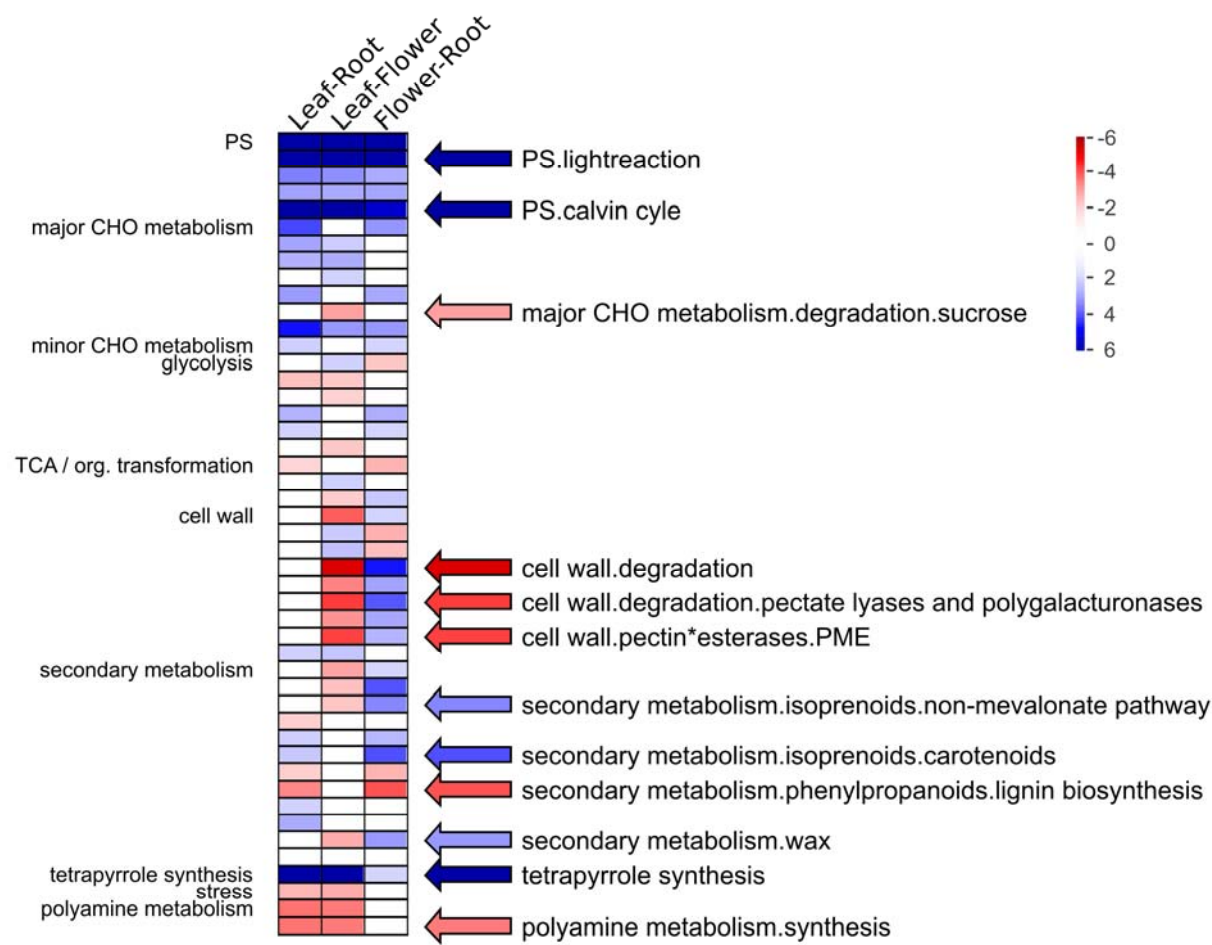 Leaf-Root
Leaf-Flower
Flower-Root
PS
PS.lightreaction
PS.calvin cyle
major CHO metabolism
major CHO metabolism.degradation.sucrose
minor CHO metabolism
glycolysis
TCA / org. transformation
cell wall
cell wall.degradation
cell wall.degradation.pectate lyases and polygalacturonases
cell wall.pectin*esterases.PME
secondary metabolism
secondary metabolism.isoprenoids.non-mevalonate pathway
secondary metabolism.isoprenoids.carotenoids
secondary metabolism.phenylpropanoids.lignin biosynthesis
secondary metabolism.wax
tetrapyrrole synthesis
tetrapyrrole synthesis
stress
polyamine metabolism
polyamine metabolism.synthesis
-6
-4
-2
0
2
4
6